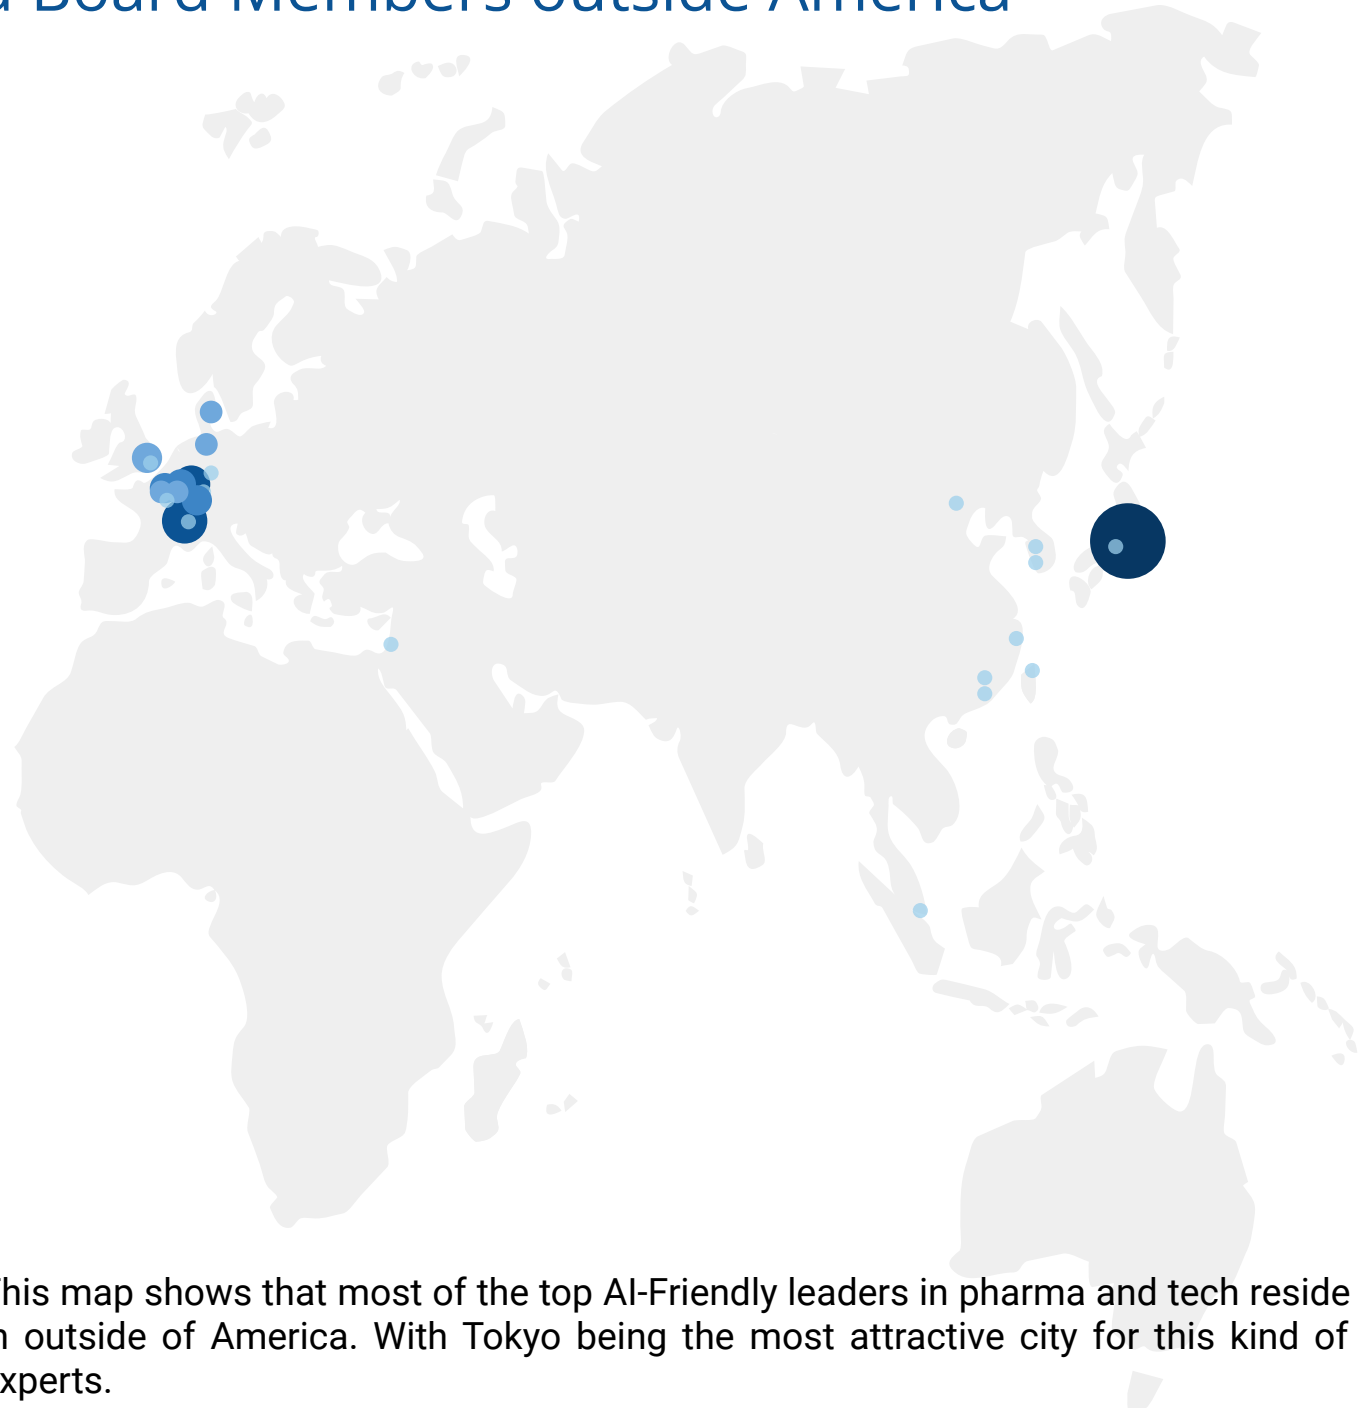 Board Members outside America
his map shows that most of the top AI-Friendly leaders in pharma and tech reside
outside of America. With Tokyo being the most attractive city for this kind of
xperts.